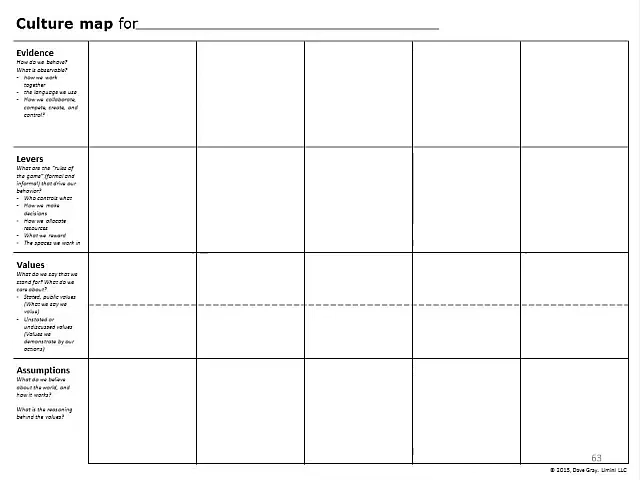 Culture map for
Evidence
How do we behave?
What is observable?
- how we work
together
- the language we use
- How we collaborate,
compete, create, and
control?
Levers
What are the "rules of
the game" (formal and
informal) that drive our
behavior?
- Who controls what
- How we make
decisions
- How we allocate
resources
- What we reward
- The spaces we work in
Values
What do we say that we
stand for? What do we
care about?
- Stated, public values
(What we say we
value)
- Unstated or
undiscussed values
(Values we
demonstrate by our
actions)
Assumptions
What do we believe
about the world, and
how it works?
What is the reasoning
behind the values?
63
© 2015, Dave Gray, Limini LLC